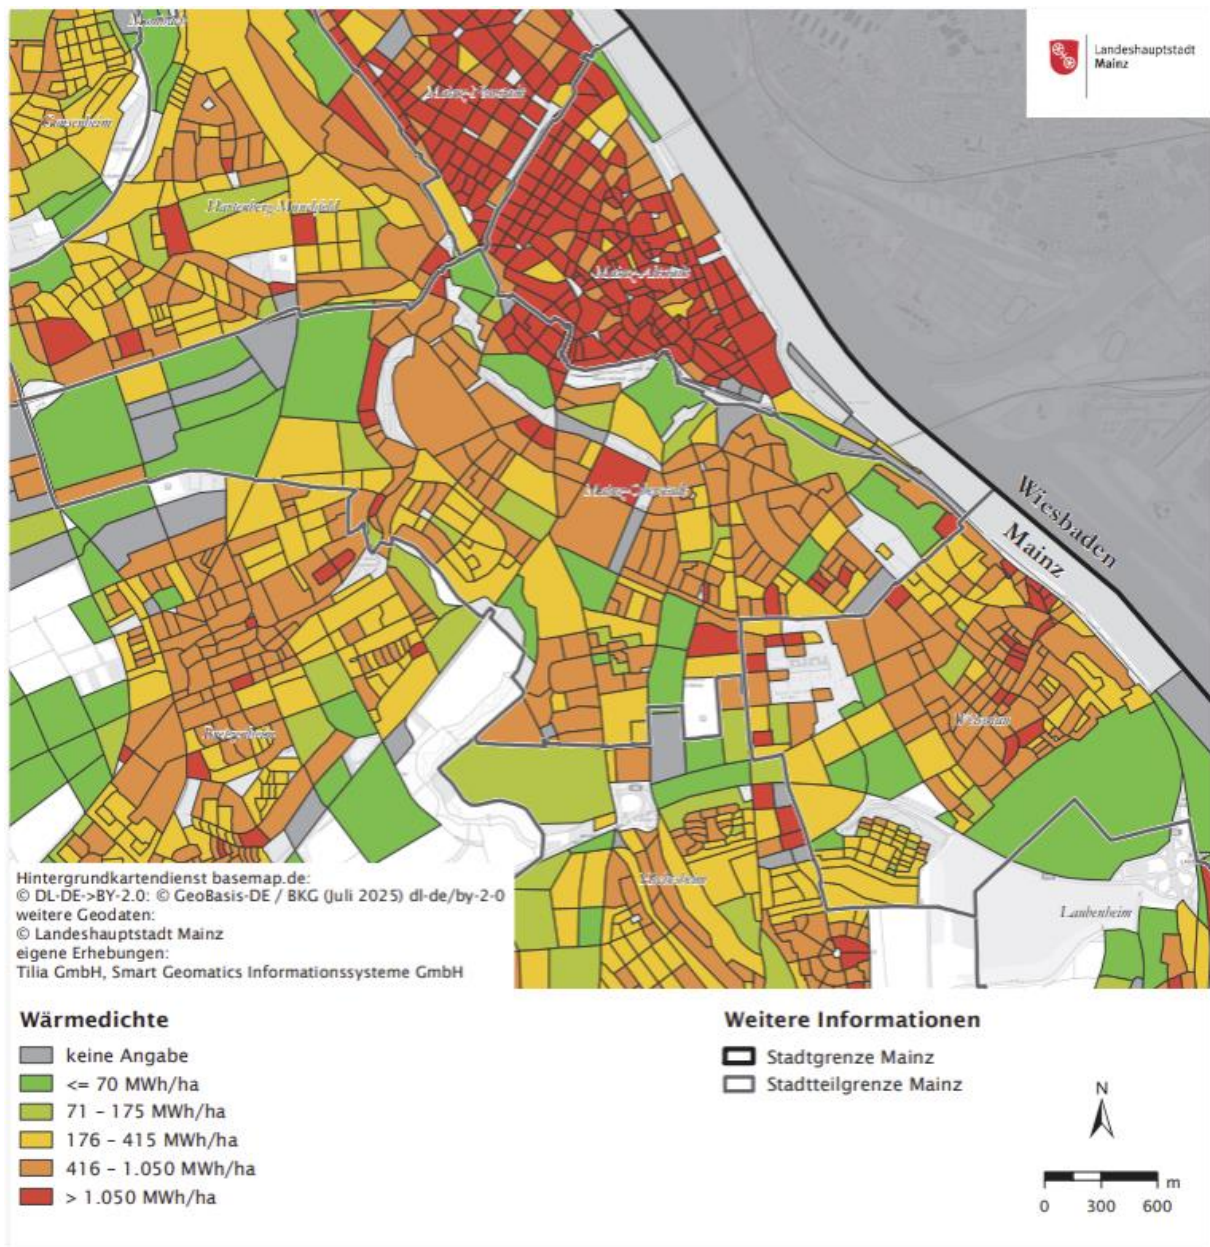 Landeshauptstadt
Mainz
Mainz-Neustadt
Gonsenheim
Hartenberg-Münchfeld
Mainz-Altstadt
Mainz-Oberstadt
Wiesbaden
Mainz
Bretzenheim
Weisenau
Hechtsheim
Laubenheim
Hintergrundkartendienst basemap.de:
© DL-DE->BY-2.0: © GeoBasis-DE / BKG (Juli 2025) dl-de/by-2-0
weitere Geodaten:
© Landeshauptstadt Mainz
eigene Erhebungen:
Tilia GmbH, Smart Geomatics Informationssysteme GmbH
Wärmedichte
keine Angabe
<= 70 MWh/ha
71 – 175 MWh/ha
176 – 415 MWh/ha
416 – 1.050 MWh/ha
> 1.050 MWh/ha
Weitere Informationen
Stadtgrenze Mainz
Stadtteilgrenze Mainz
N
m
0 300 600